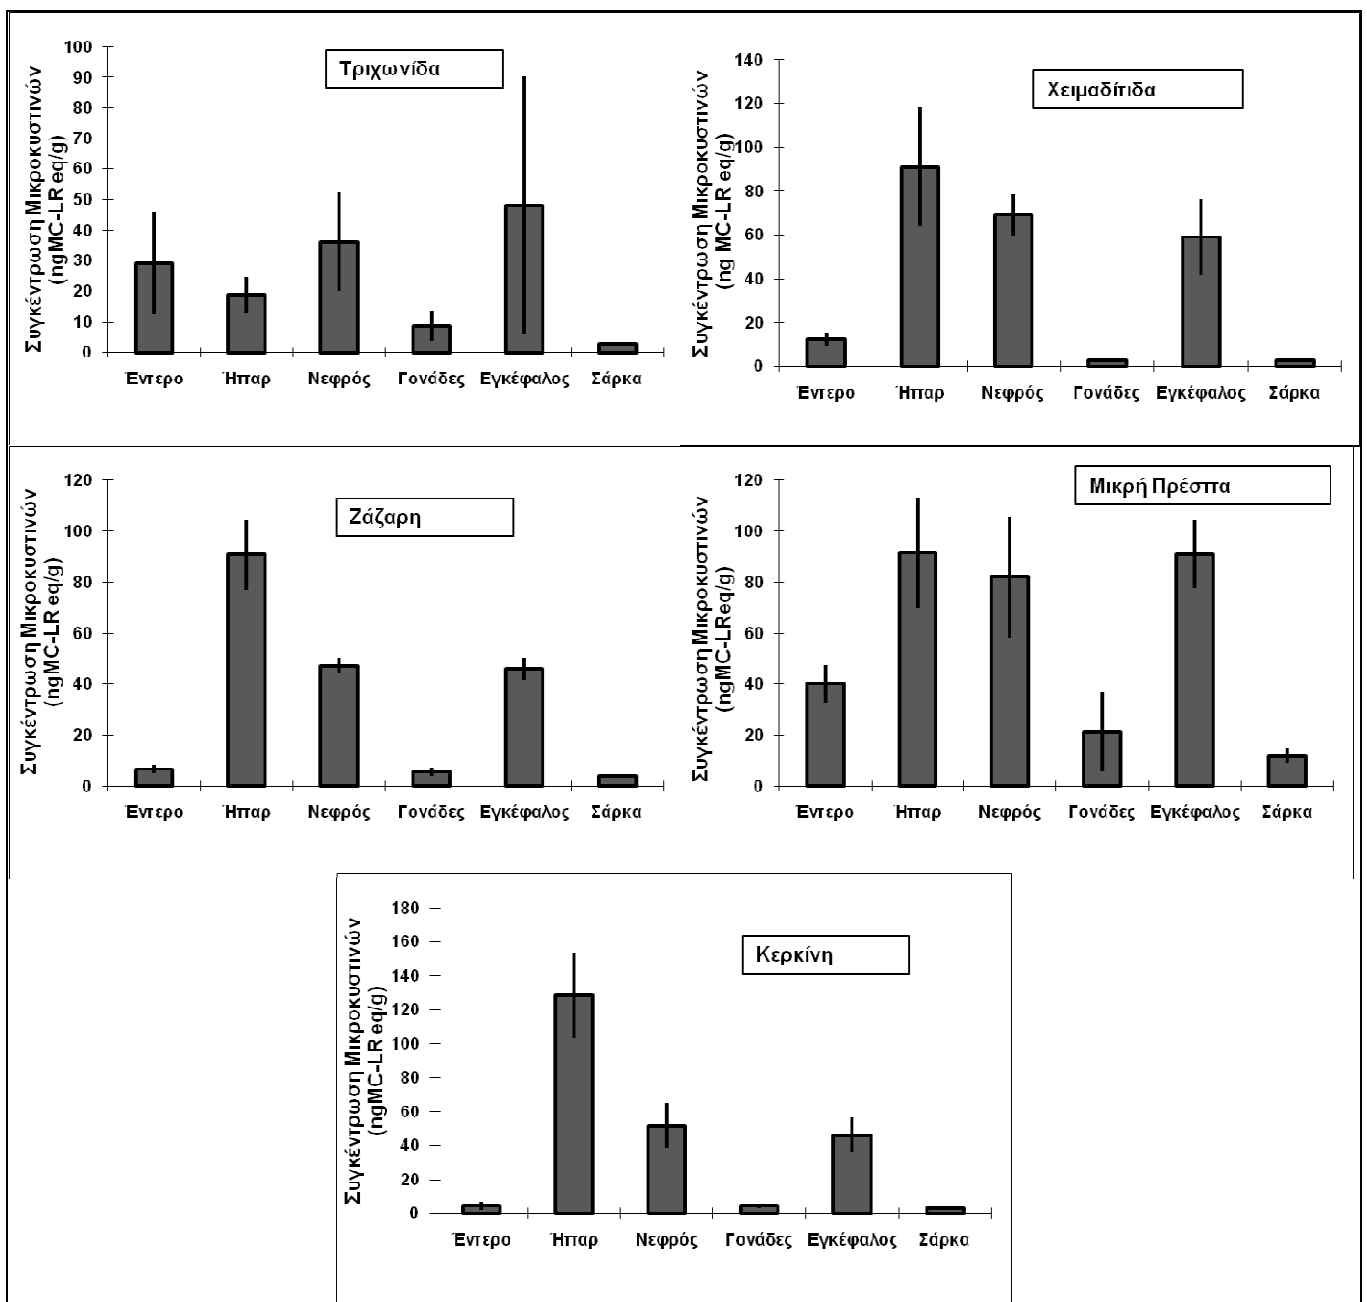 Τριχωνίδα
Συγκέντρωση Μικροκυστινών
(ngMC-LR eq/g)
100
90
80
70
60
50
40
30
20
10
0
Έντερο Ήπαρ Νεφρός Γονάδες Εγκέφαλος Σάρκα
Χειμαδίτιδα
Συγκέντρωση Μικροκυστινών
(ng MC-LR eq/g)
140
120
100
80
60
40
20
0
Έντερο Ήπαρ Νεφρός Γονάδες Εγκέφαλος Σάρκα
Ζάζαρη
Συγκέντρωση Μικροκυστινών
(ngMC-LR eq/g)
120
100
80
60
40
20
0
Έντερο Ήπαρ Νεφρός Γονάδες Εγκέφαλος Σάρκα
Μικρή Πρέσπα
Συγκέντρωση Μικροκυστινών
(ngMC-LReq/g)
120
100
80
60
40
20
0
Έντερο Ήπαρ Νεφρός Γονάδες Εγκέφαλος Σάρκα
Κερκίνη
Συγκέντρωση Μικροκυστινών
(ngMC-LR eq/g)
180
160
140
120
100
80
60
40
20
0
Έντερο Ήπαρ Νεφρός Γονάδες Εγκέφαλος Σάρκα